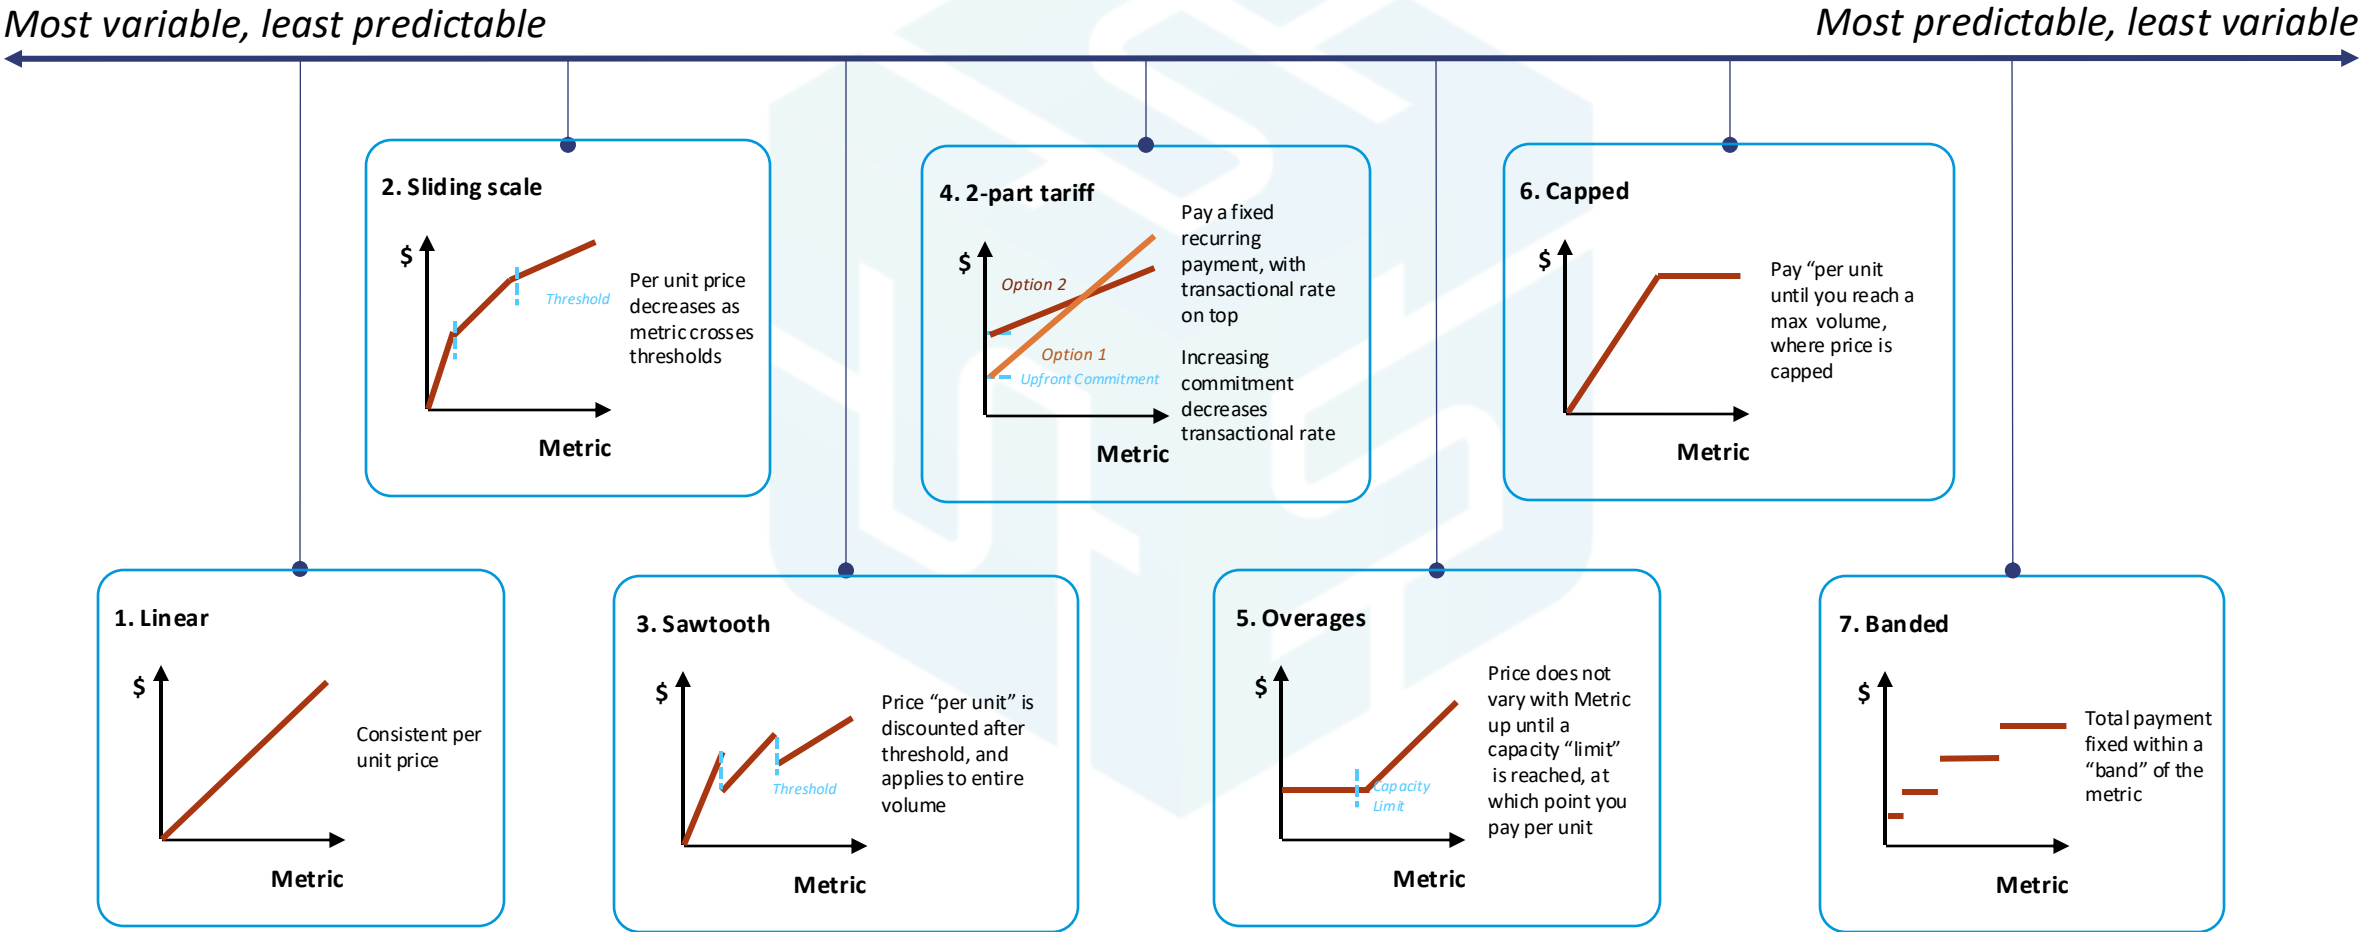 Most variable, least predictable
Most predictable, least variable
2. Sliding scale
$
Threshold
Per unit price
decreases as
metric crosses
thresholds
Metric
4. 2-part tariff
$
Option 2
Option 1
Upfront Commitment
Pay a fixed
recurring
payment, with
transactional rate
on top
Increasing
commitment
decreases
transactional rate
Metric
6. Capped
$
Pay “per unit
until you reach a
max volume,
where price is
capped
Metric
1. Linear
$
Consistent per
unit price
Metric
3. Sawtooth
$
Threshold
Price “per unit” is
discounted after
threshold, and
applies to entire
volume
Metric
5. Overages
$
Capacity
Limit
Price does not
vary with Metric
up until a
capacity “limit”
is reached, at
which point you
pay per unit
Metric
7. Banded
$
Total payment
fixed within a
“band” of the
metric
Metric